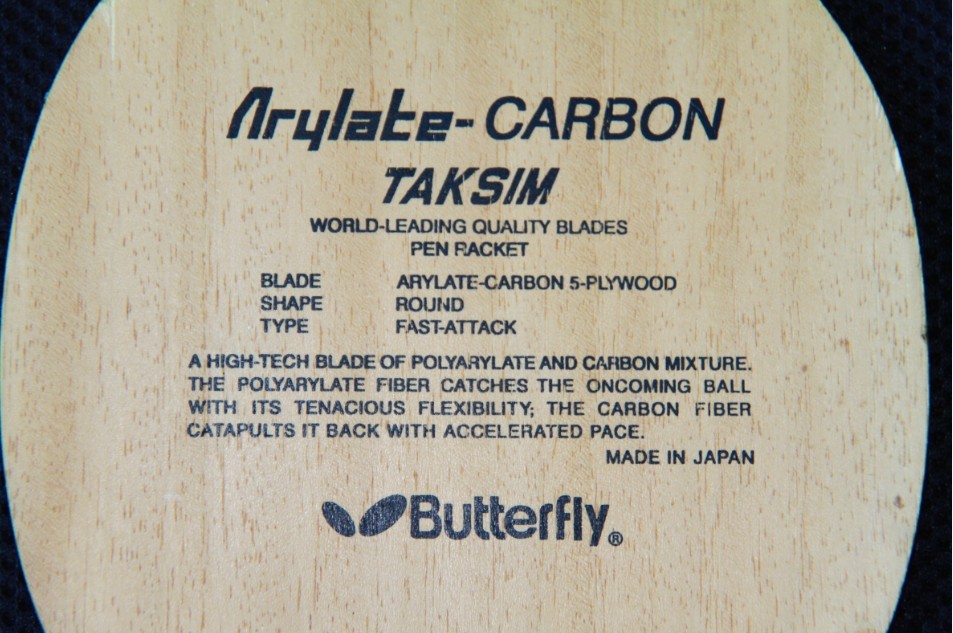 Arylate-CARBON
TAKSIM
WORLD-LEADING QUALITY BLADES
PEN RACKET
BLADE ARYLATE-CARBON 5-PLYWOOD
SHAPE ROUND
TYPE FAST-ATTACK
A HIGH-TECH BLADE OF POLYARYLATE AND CARBON MIXTURE.
THE POLYARYLATE FIBER CATCHES THE ONCOMING BALL
WITH ITS TENACIOUS FLEXIBILITY; THE CARBON FIBER
CATAPULTS IT BACK WITH ACCELERATED PACE.
MADE IN JAPAN
Butterfly®